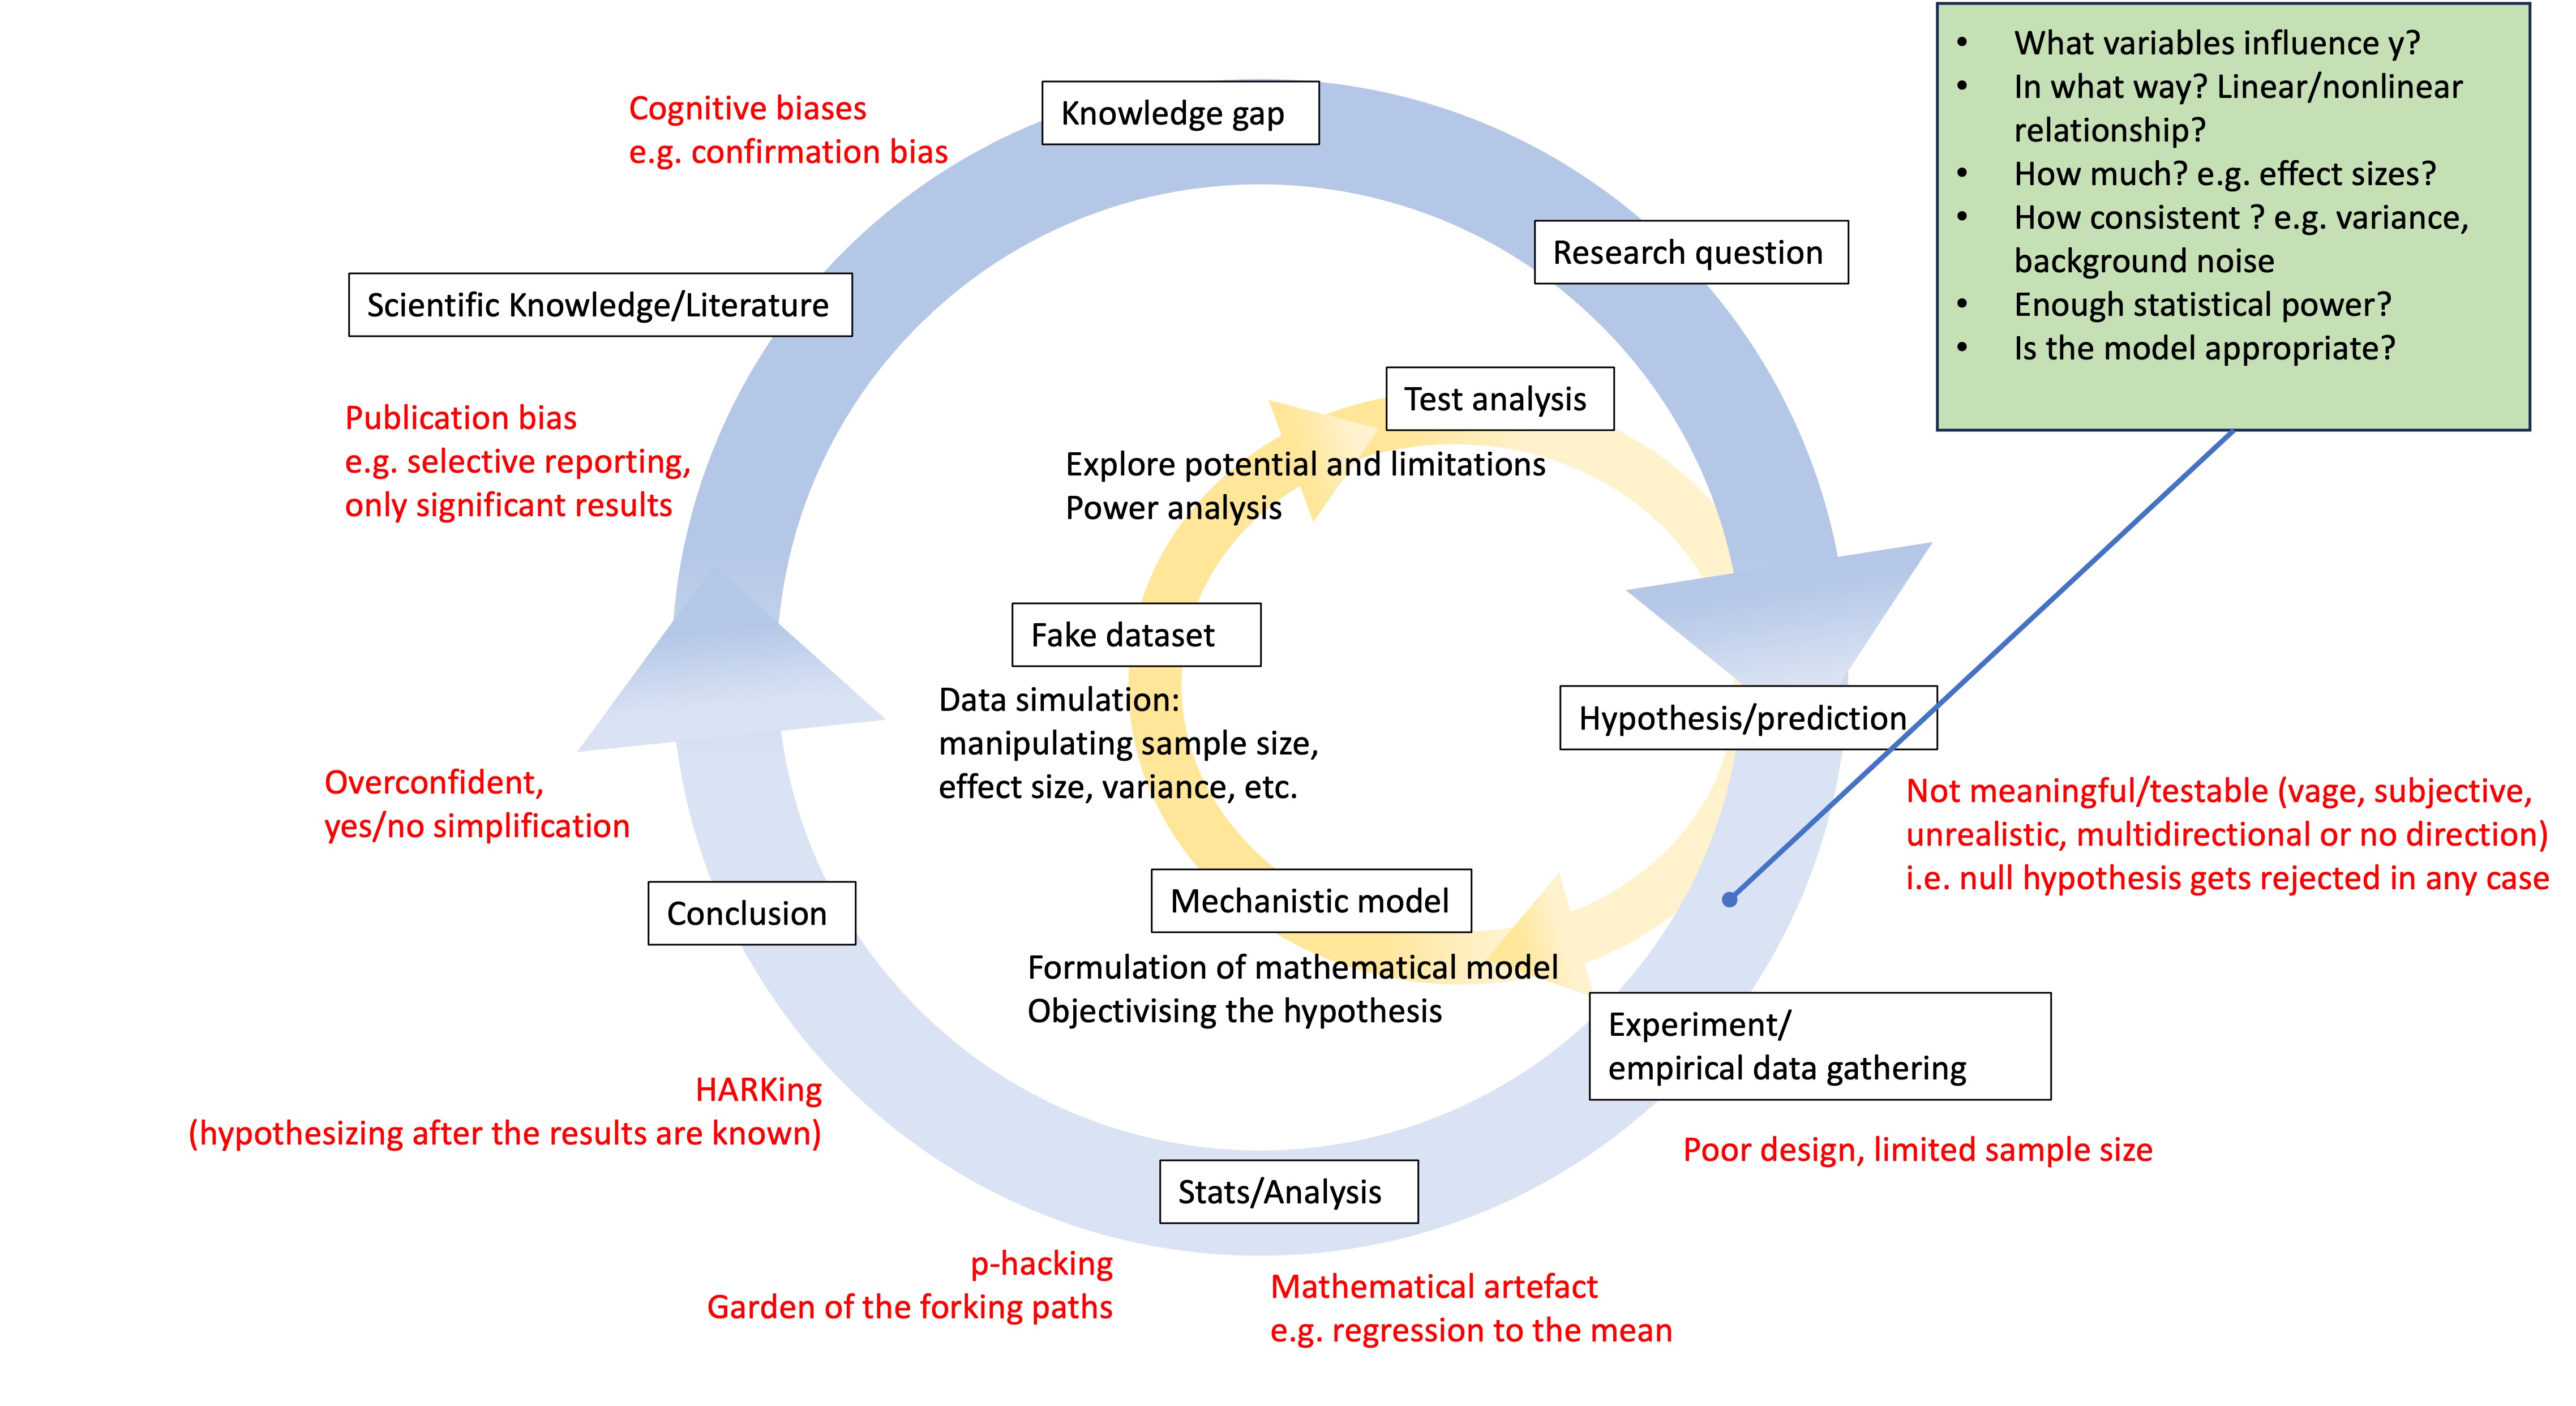 • What variables influence y?
• In what way? Linear/nonlinear
relationship?
• How much? e.g. effect sizes?
• How consistent ? e.g. variance,
background noise
• Enough statistical power?
• Is the model appropriate?
Cognitive biases
e.g. confirmation bias
Knowledge gap
Research question
Scientific Knowledge/Literature
Test analysis
Publication bias
e.g. selective reporting,
only significant results
Explore potential and limitations
Power analysis
Fake dataset
Data simulation:
manipulating sample size,
effect size, variance, etc.
Hypothesis/prediction
Overconfident,
yes/no simplification
Not meaningful/testable (vage, subjective,
unrealistic, multidirectional or no direction)
i.e. null hypothesis gets rejected in any case
Mechanistic model
Conclusion
Formulation of mathematical model
Objectivising the hypothesis
Experiment/
empirical data gathering
HARKing
(hypothesizing after the results are known)
Poor design, limited sample size
Stats/Analysis
p-hacking
Garden of the forking paths
Mathematical artefact
e.g. regression to the mean